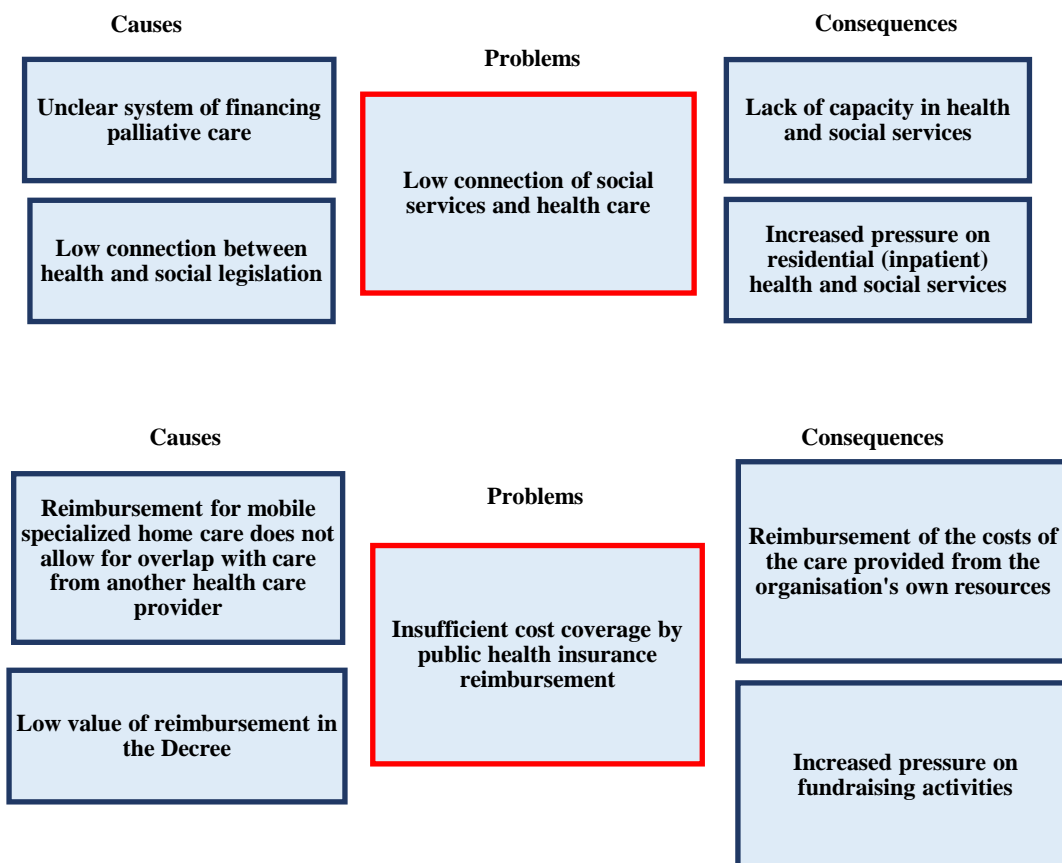 Causes
Problems
Consequences
Unclear system of financing
palliative care
Low connection between
health and social legislation
Low connection of social
services and health care
Lack of capacity in health
and social services
Increased pressure on
residential (inpatient)
health and social services
Causes
Problems
Consequences
Reimbursement for mobile
specialized home care does not
allow for overlap with care
from another health care
provider
Low value of reimbursement in
the Decree
Insufficient cost coverage by
public health insurance
reimbursement
Reimbursement of the costs of
the care provided from the
organisation's own resources
Increased pressure on
fundraising activities